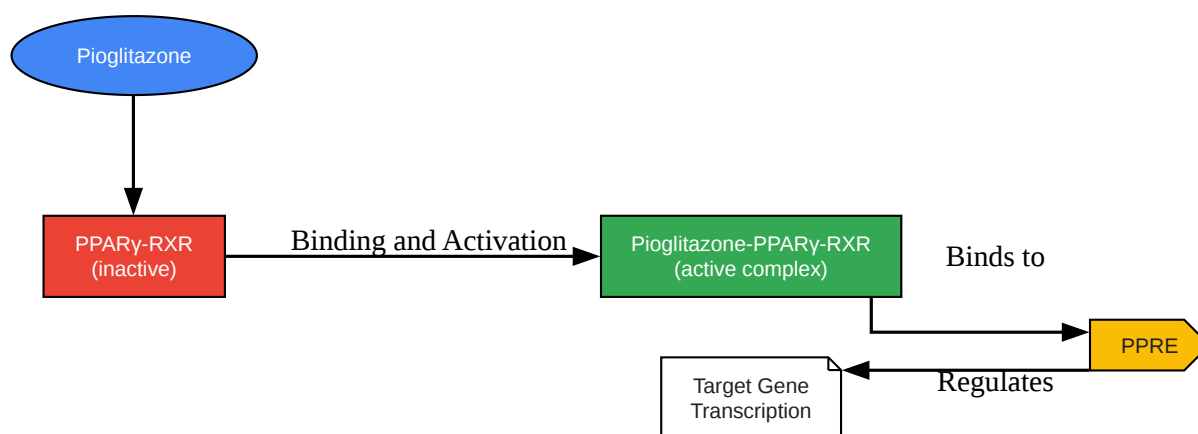 Pioglitazone
PPARγ-RXR
(inactive)
Binding and Activation
Pioglitazone-PPARγ-RXR
(active complex)
Binds to
PPRE
Regulates
Target Gene
Transcription